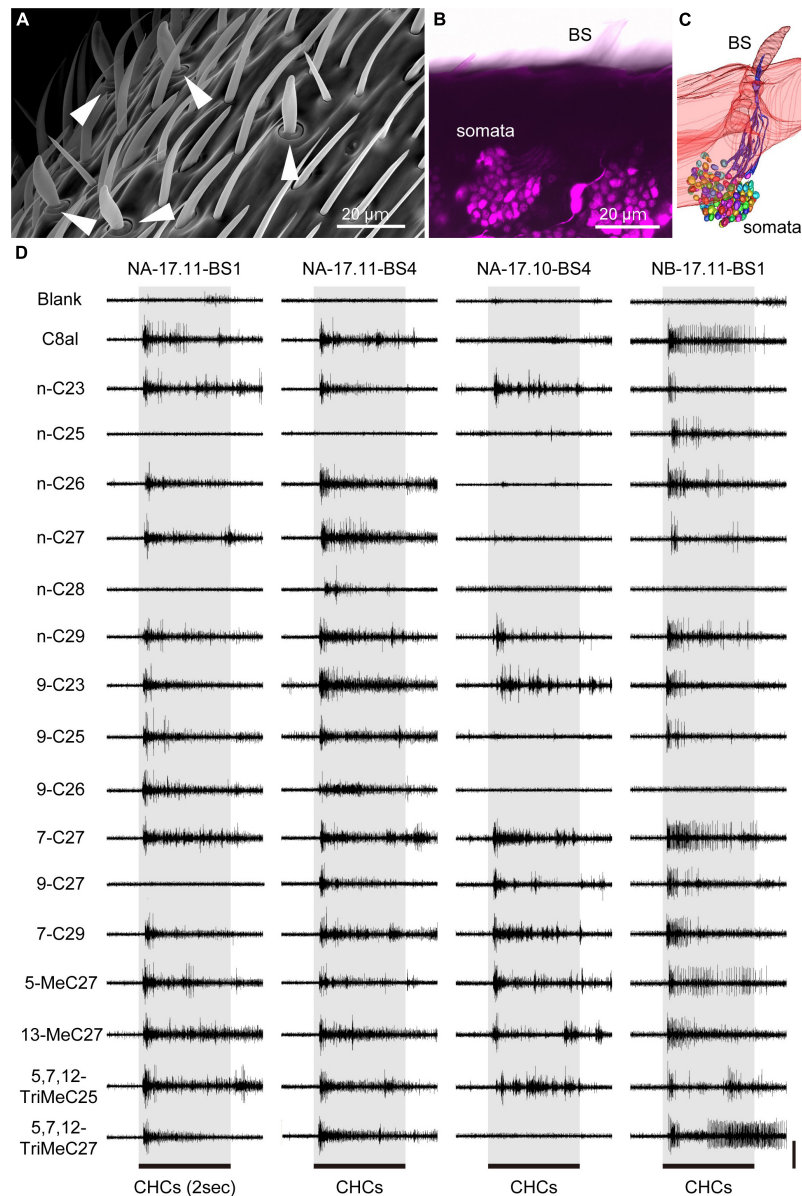 A
20 µm
B
BS
somata
20 µm
C
BS
somata
D
NA-17.11-BS1 NA-17.11-BS4 NA-17.10-BS4 NB-17.11-BS1
Blank
C8al
n-C23
n-C25
n-C26
n-C27
n-C28
n-C29
9-C23
9-C25
9-C26
7-C27
9-C27
7-C29
5-MeC27
13-MeC27
5,7,12-
TriMeC25
5,7,12-
TriMeC27
CHCs (2sec) CHCs CHCs CHCs